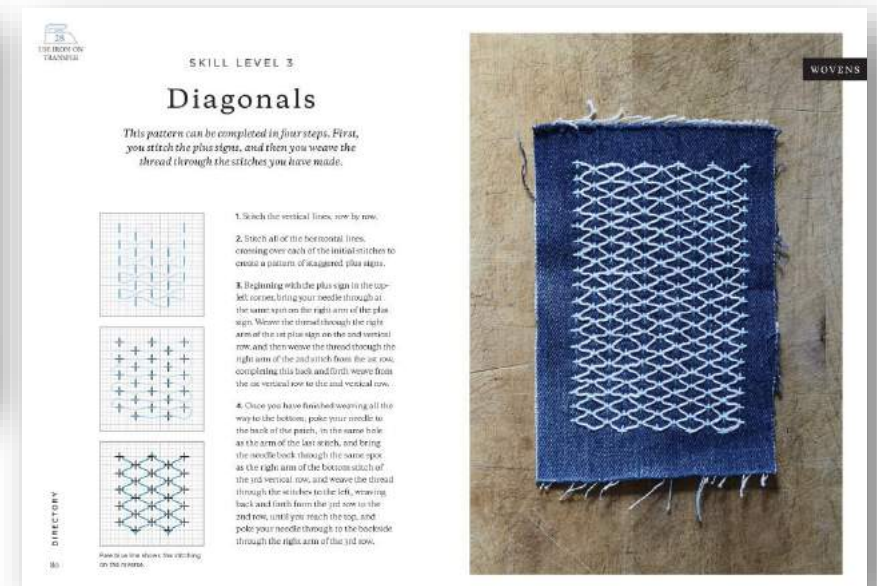 28
USE IRON-ON
TRANSFER
SKILL LEVEL 3
Diagonals
This pattern can be completed in four steps. First,
you stitch the plus signs, and then you weave the
thread through the stitches you have made.
1. Stitch the vertical lines, row by row.
2. Stitch all of the horizontal lines,
crossing over each of the initial stitches to
create a pattern of staggered plus signs.
3. Beginning with the plus sign in the top-
left corner, bring your needle through at
the same spot on the right arm of the plus
sign. Weave the thread through the right
arm of the 1st plus sign on the 2nd vertical
row, and then weave the thread through the
right arm of the 2nd stitch from the 1st row,
completing this back and forth weave from
the 1st vertical row to the 2nd vertical row.
4. Once you have finished weaving all the
way to the bottom, poke your needle to
the back of the patch, in the same hole
as the arm of the last stitch, and bring
the needle back through the same spot
as the right arm of the bottom stitch of
the 3rd vertical row, and weave the thread
through the stitches to the left, weaving
back and forth from the 3rd row to the
2nd row, until you reach the top, and
poke your needle through to the backside
through the right arm of the 3rd row.
Pale blue line shows the stitching
on the reverse.
DIRECTORY
80
WOVENS